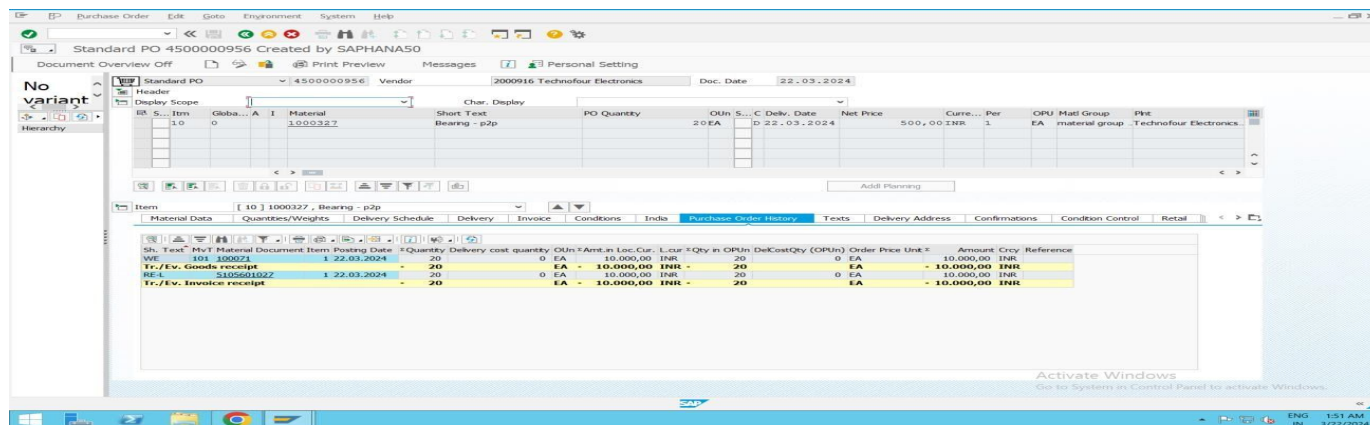 Purchase Order Edit Goto Environment System Help
Standard PO 4500000956 Created by SAPHANA50
Document Overview Off Print Preview Messages Personal Setting
No variant
Standard PO 4500000956 Vendor 2000916 Technofour Electronics Doc. Date 22.03.2024
Header
Display Scope Char. Display
S... Itm Globa... A I Material Short Text PO Quantity OUn S... C Deliv. Date Net Price Curre... Per OPU Matl Group Plnt
10 0 1000327 Bearing - p2p 20 EA D 22.03.2024 500,00 INR 1 EA material group .. Technofour Electronics..
Hierarchy
Addl Planning
Item [ 10 ] 1000327 , Bearing - p2p
Material Data Quantities/Weights Delivery Schedule Delivery Invoice Conditions India Purchase Order History Texts Delivery Address Confirmations Condition Control Retail
Sh. Text MvT Material Document Item Posting Date Quantity Delivery cost quantity OUn Amt.in Loc.Cur. L.cur Qty in OPUn DelCostQty (OPUn) Order Price Unit Amount Crcy Reference
WE 101 100071 1 22.03.2024 20 0 EA 10.000,00 INR 20 0 EA 10.000,00 INR
Tr./Ev. Goods receipt • 20 EA • 10.000,00 INR • 20 EA • 10.000,00 INR
RE-L 5105601027 1 22.03.2024 20 0 EA 10.000,00 INR 20 0 EA 10.000,00 INR
Tr./Ev. Invoice receipt • 20 EA • 10.000,00 INR • 20 EA • 10.000,00 INR
Activate Windows
Go to System in Control Panel to activate Windows.
SAP
ENG 1:51 AM
IN 3/22/2024